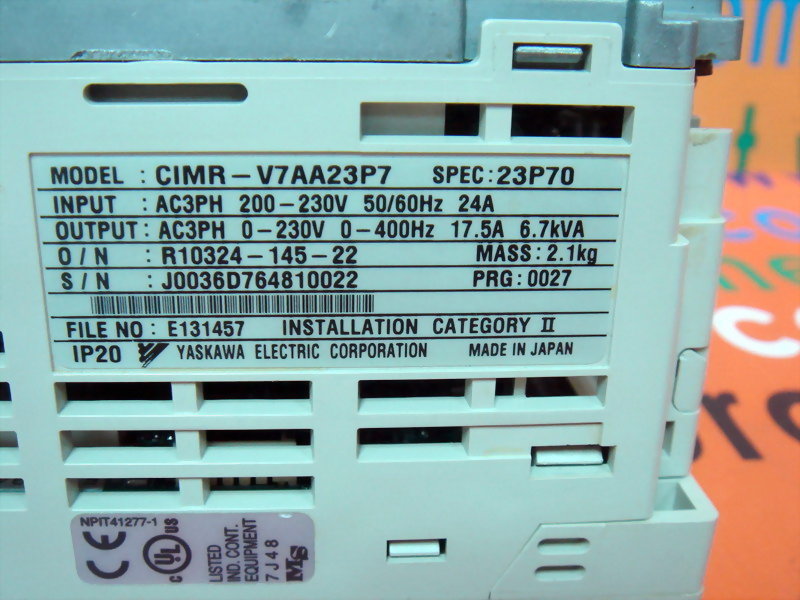 MODEL : CIMR-V7AA23P7 SPEC: 23P70
INPUT : AC3PH 200-230V 50/60Hz 24A
OUTPUT : AC3PH 0-230V 0-400Hz 17.5A 6.7kVA
O/N : R10324-145-22 MASS: 2.1kg
S/N : J0036D764810022 PRG: 0027
FILE NO : E131457 INSTALLATION CATEGORY II
IP20 YASKAWA ELECTRIC CORPORATION MADE IN JAPAN
NPIT41277-1
CE
c UL US
LISTED
IND. CONT.
EQUIPMENT
7J48
MS